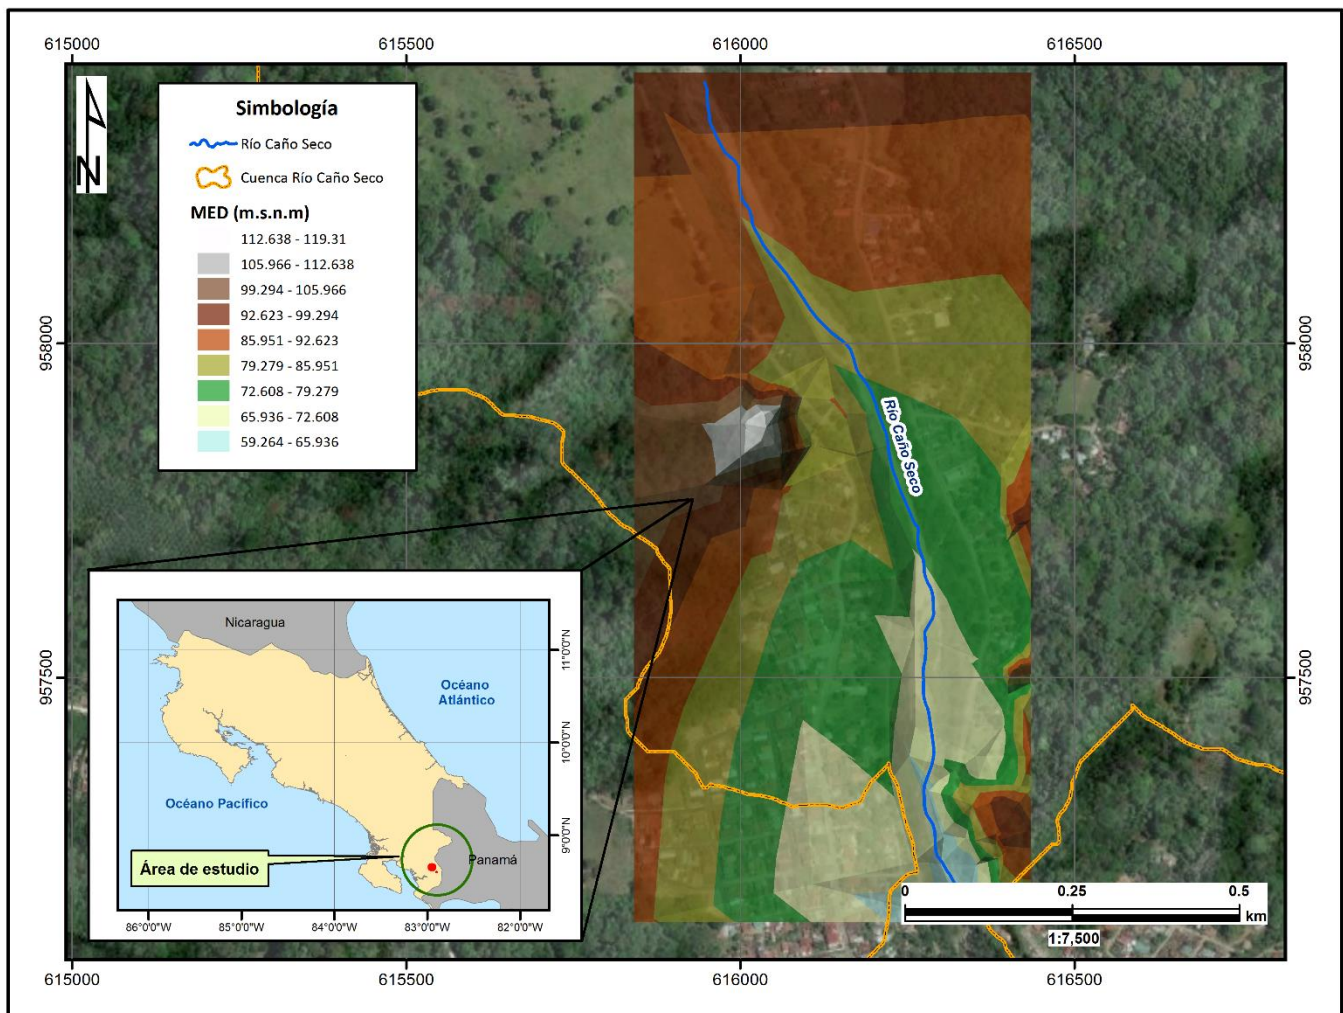 615000
615500
616000
616500
Simbología
Río Caño Seco
Cuenca Río Caño Seco
MED (m.s.n.m)
112.638 - 119.31
105.966 - 112.638
99.294 - 105.966
92.623 - 99.294
85.951 - 92.623
79.279 - 85.951
72.608 - 79.279
65.936 - 72.608
59.264 - 65.936
N
958000
958000
Río Caño Seco
957500
957500
Nicaragua
Océano
Atlántico
Océano Pacífico
Panamá
Área de estudio
11°0'0"N
10°0'0"N
9°0'0"N
86°0'0"W
85°0'0"W
84°0'0"W
83°0'0"W
82°0'0"W
0
0.25
0.5
km
1:7,500
615000
615500
616000
616500